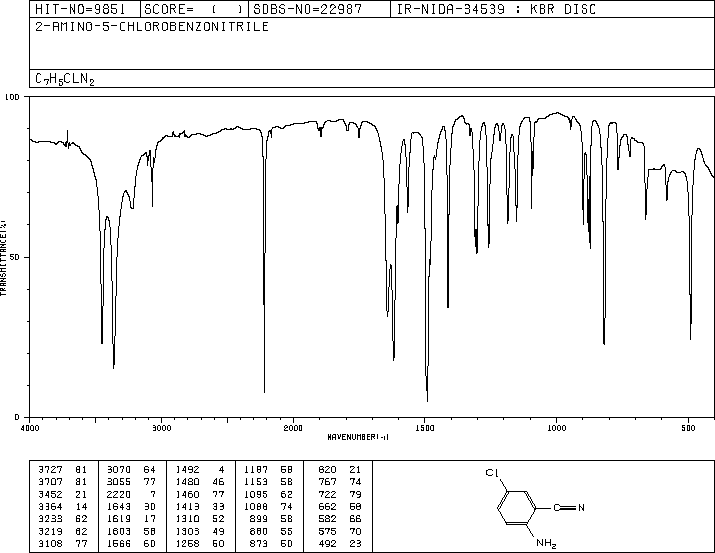 HIT-NO=9851 SCORE= ( ) SDBS-NO=22987 IR-NIDA-34539 : KBR DISC
2-AMINO-5-CHLOROBENZONITRILE
C7H5CLN2
100
50
0
TRANSMITTANCE(%)
4000 3000 2000 1500 1000 500
WAVENUMBER(-1)
3727 81 3070 64 1492 4 1187 58 820 21
3707 81 3055 77 1480 46 1153 58 767 74
3452 21 2220 7 1460 77 1095 62 722 79
3364 14 1643 30 1413 33 1088 74 662 58
3233 62 1619 17 1310 52 899 58 582 66
3219 62 1603 58 1303 49 880 55 575 70
3108 77 1566 60 1258 50 873 50 492 23
Cl
C N
NH2